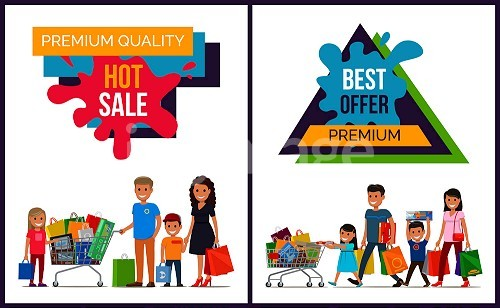 PREMIUM QUALITY
HOT
SALE
BEST
OFFER
PREMIUM